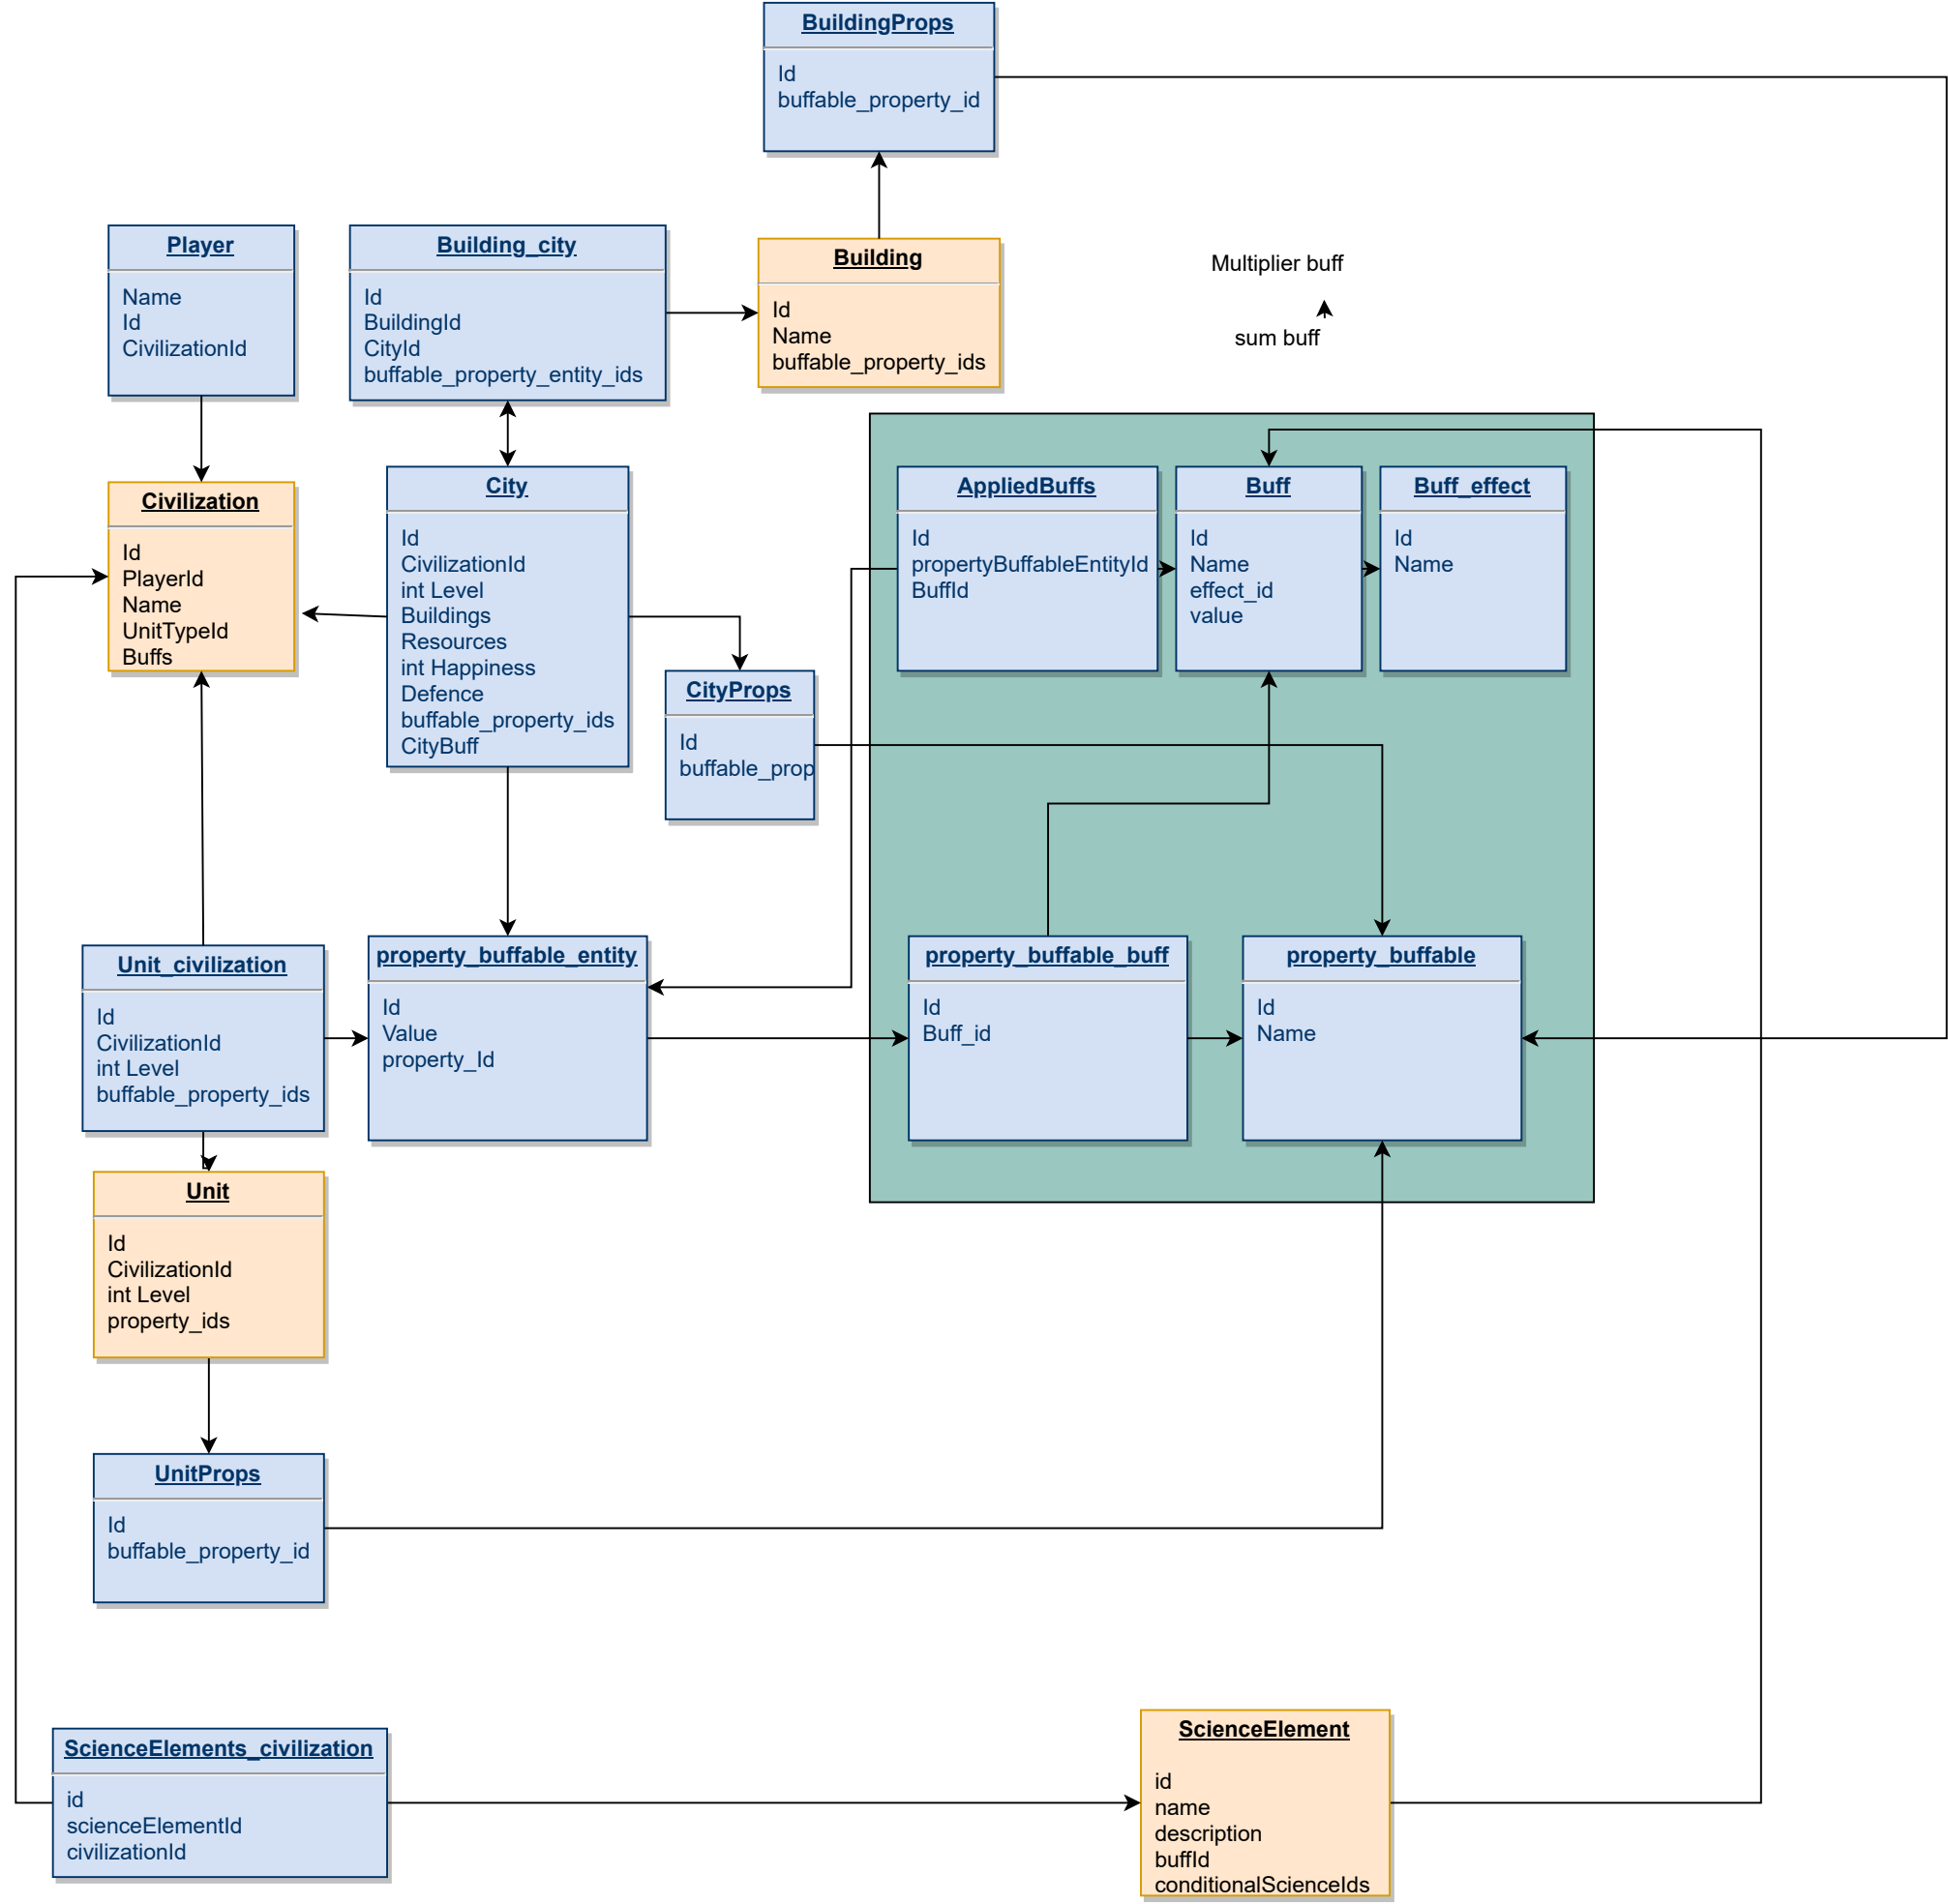 BuildingProps
Id
buffable_property_id
Player
Name
Id
CivilizationId
Building_city
Id
BuildingId
CityId
buffable_property_entity_ids
Building
Id
Name
buffable_property_ids
Multiplier buff
sum buff
Civilization
Id
PlayerId
Name
UnitTypeId
Buffs
City
Id
CivilizationId
int Level
Buildings
Resources
int Happiness
Defence
buffable_property_ids
CityBuff
CityProps
Id
buffable_prop
AppliedBuffs
Id
propertyBuffableEntityId
BuffId
Buff
Id
Name
effect_id
value
Buff_effect
Id
Name
Unit_civilization
Id
CivilizationId
int Level
buffable_property_ids
property_buffable_entity
Id
Value
property_Id
property_buffable_buff
Id
Buff_id
property_buffable
Id
Name
Unit
Id
CivilizationId
int Level
property_ids
UnitProps
Id
buffable_property_id
ScienceElements_civilization
id
scienceElementId
civilizationId
ScienceElement
id
name
description
buffId
conditionalScienceIds